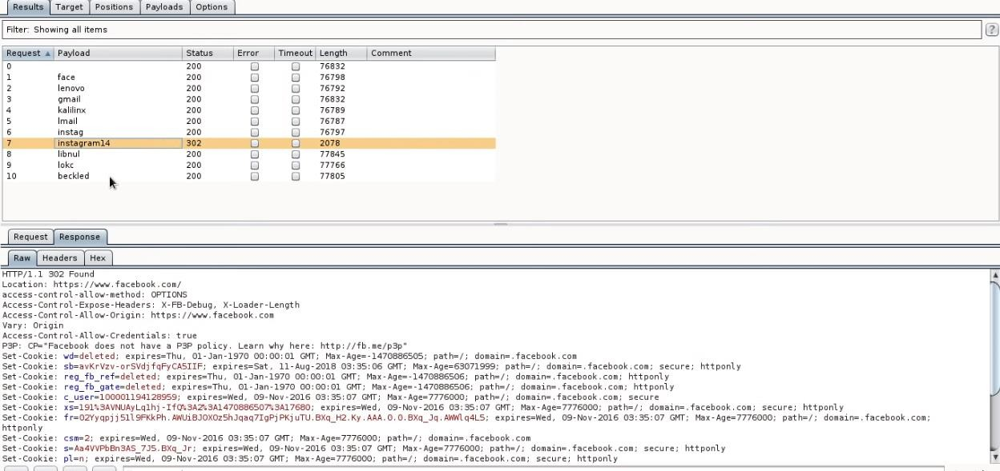 Results Target Positions Payloads Options
Filter: Showing all items ?
Request Payload Status Error Timeout Length Comment
0 200 76832
1 face 200 76798
2 lenovo 200 76792
3 gmail 200 76832
4 kalilinx 200 76789
5 lmail 200 76787
6 instag 200 76797
7 instagram14 302 2078
8 libnul 200 77845
9 lokc 200 77766
10 beckled 200 77805
Request Response
Raw Headers Hex
HTTP/1.1 302 Found
Location: https://www.facebook.com/
access-control-allow-method: OPTIONS
Access-Control-Expose-Headers: X-FB-Debug, X-Loader-Length
Access-Control-Allow-Origin: https://www.facebook.com
Vary: Origin
Access-Control-Allow-Credentials: true
P3P: CP="Facebook does not have a P3P policy. Learn why here: http://fb.me/p3p"
Set-Cookie: wd=deleted; expires=Thu, 01-Jan-1970 00:00:01 GMT; Max-Age=-1470886505; path=/; domain=.facebook.com
Set-Cookie: sb=avKrVzv-orSVdjfqFyCA5IIF; expires=Sat, 11-Aug-2018 03:35:06 GMT; Max-Age=63071999; path=/; domain=.facebook.com; secure; httponly
Set-Cookie: reg_fb_ref=deleted; expires=Thu, 01-Jan-1970 00:00:01 GMT; Max-Age=-1470886506; path=/; domain=.facebook.com; httponly
Set-Cookie: reg_fb_gate=deleted; expires=Thu, 01-Jan-1970 00:00:01 GMT; Max-Age=-1470886506; path=/; domain=.facebook.com; httponly
Set-Cookie: c_user=100001194128959; expires=Wed, 09-Nov-2016 03:35:07 GMT; Max-Age=7776000; path=/; domain=.facebook.com; secure
Set-Cookie: xs=191%3AVNUAyLq1hj-IfQ%3A2%3A1470886507%3A17680; expires=Wed, 09-Nov-2016 03:35:07 GMT; Max-Age=7776000; path=/; domain=.facebook.com; secure; httponly
Set-Cookie: fr=02Yyqpjj51l9FKkPh.AWUiBJOXOz5hJqaq7IgPjPKjuTU.BXq_H2.Ky.AAA.0.0.BXq_Jq.AWWlq4L5; expires=Wed, 09-Nov-2016 03:35:07 GMT; Max-Age=7776000; path=/; domain=.facebook.com;
httponly
Set-Cookie: csm=2; expires=Wed, 09-Nov-2016 03:35:07 GMT; Max-Age=7776000; path=/; domain=.facebook.com
Set-Cookie: s=Aa4VVPbBn3AS_7J5.BXq_Jr; expires=Wed, 09-Nov-2016 03:35:07 GMT; Max-Age=7776000; path=/; domain=.facebook.com; secure; httponly
Set-Cookie: pl=n; expires=Wed, 09-Nov-2016 03:35:07 GMT; Max-Age=7776000; path=/; domain=.facebook.com; secure; httponly